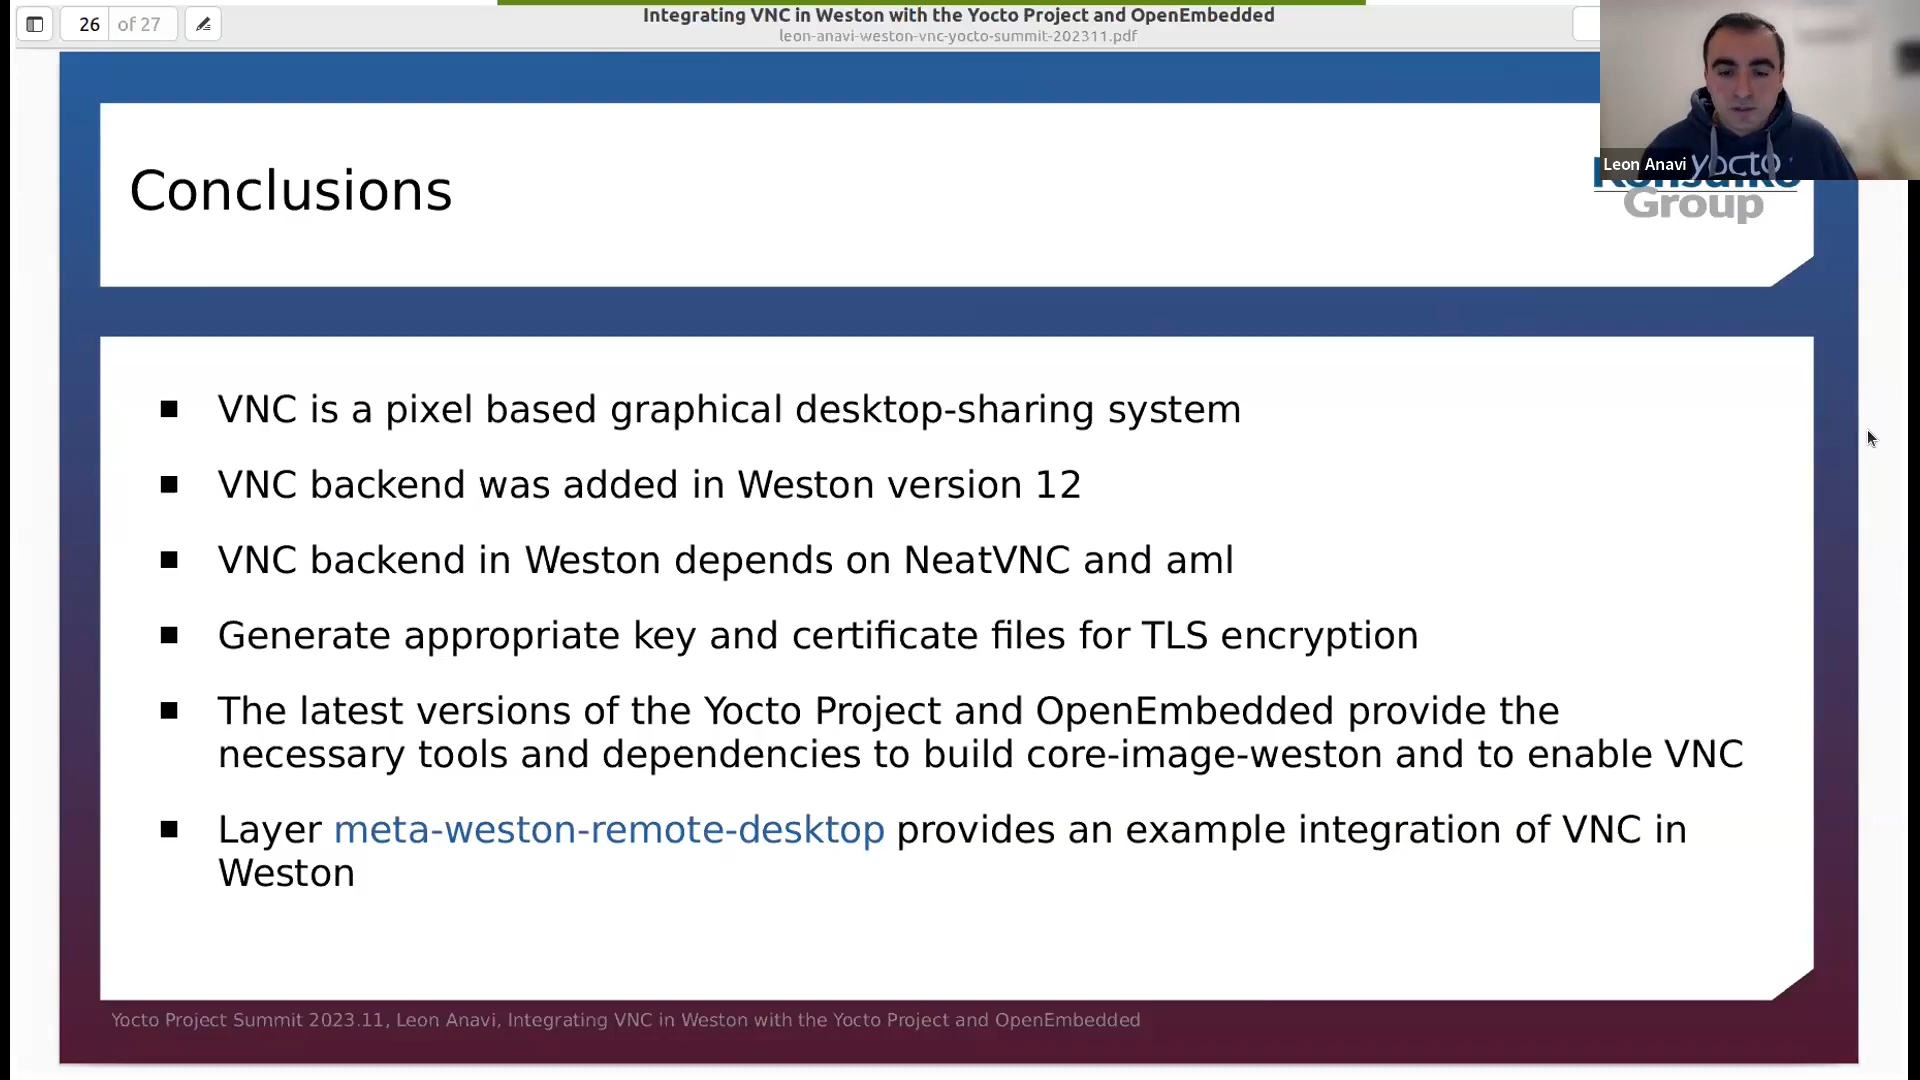 26 of 27
Integrating VNC in Weston with the Yocto Project and OpenEmbedded
leon-anavi-weston-vnc-yocto-summit-202311.pdf
Leon Anavi
yocto
Conclusions
Group
■ VNC is a pixel based graphical desktop-sharing system
■ VNC backend was added in Weston version 12
■ VNC backend in Weston depends on NeatVNC and aml
■ Generate appropriate key and certificate files for TLS encryption
■ The latest versions of the Yocto Project and OpenEmbedded provide the
necessary tools and dependencies to build core-image-weston and to enable VNC
■ Layer meta-weston-remote-desktop provides an example integration of VNC in
Weston
Yocto Project Summit 2023.11, Leon Anavi, Integrating VNC in Weston with the Yocto Project and OpenEmbedded